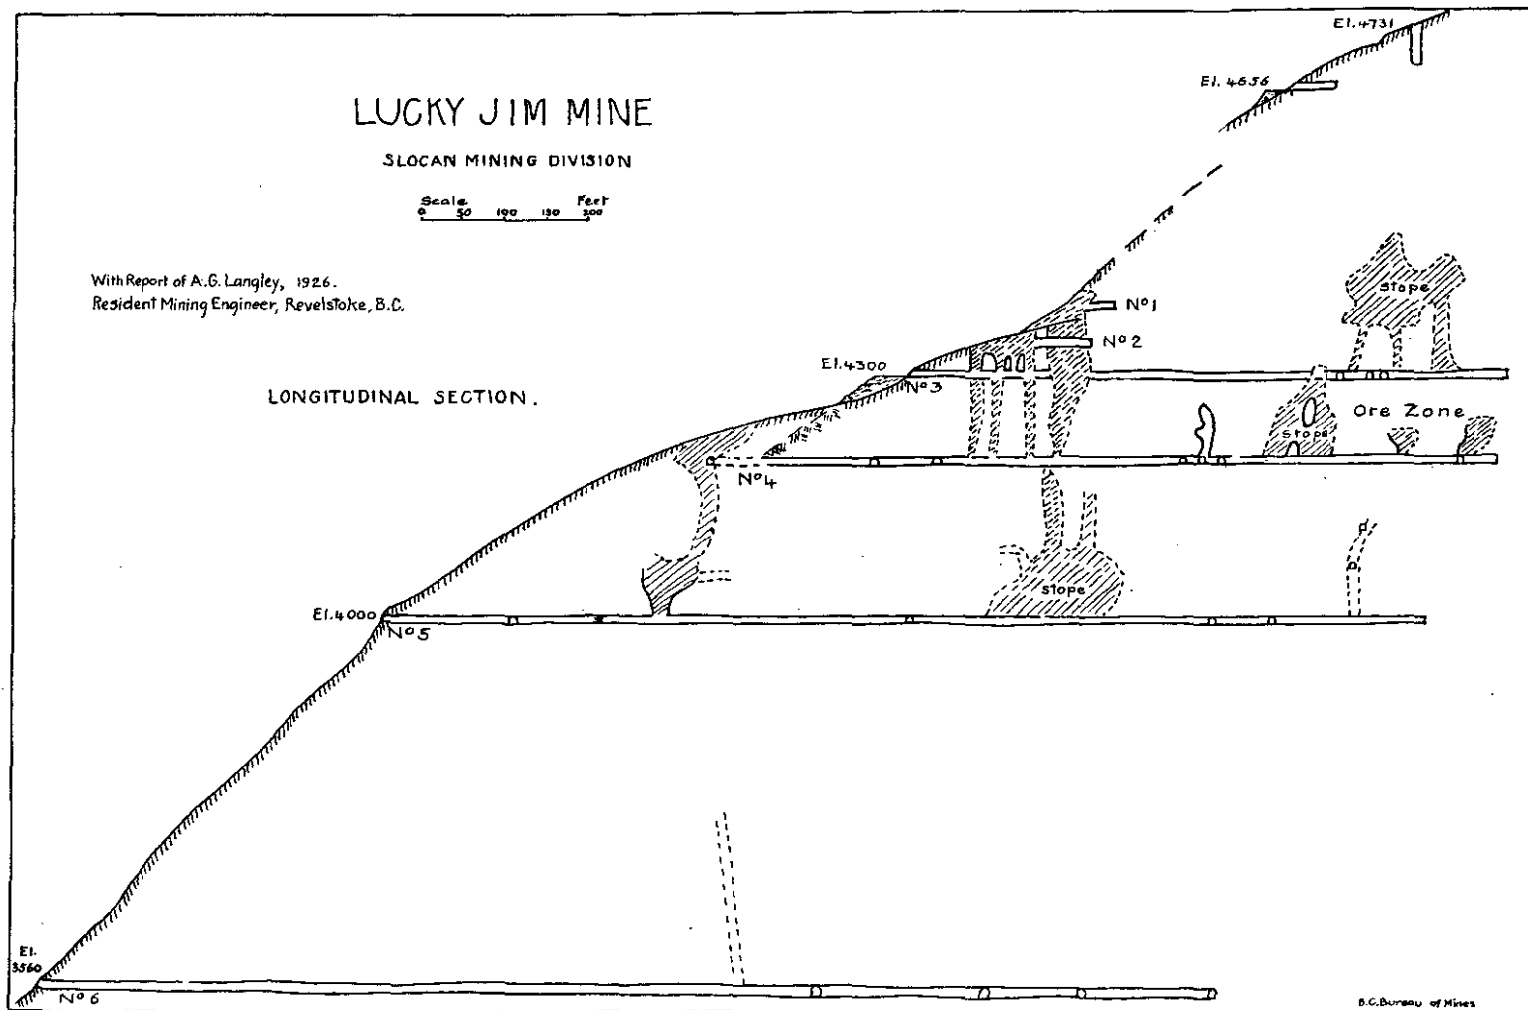 LUCKY JIM MINE
SLOCAN MINING DIVISION
Scale Feet
0 50 100 150 200
With Report of A.G. Langley, 1926.
Resident Mining Engineer, Revelstoke, B.C.
LONGITUDINAL SECTION.
El. 4731
El. 4656
stope
No 1
No 2
El. 4300
No 3
Ore Zone
stope
No 4
stope
El. 4000
No 5
El.
3560
No 6
B.C. Bureau of Mines